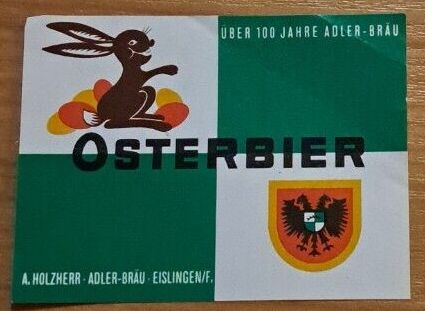 ÜBER 100 JAHRE ADLER-BRÄU
OSTERBIER
A. HOLZHERR · ADLER-BRÄU · EISLINGEN/F.